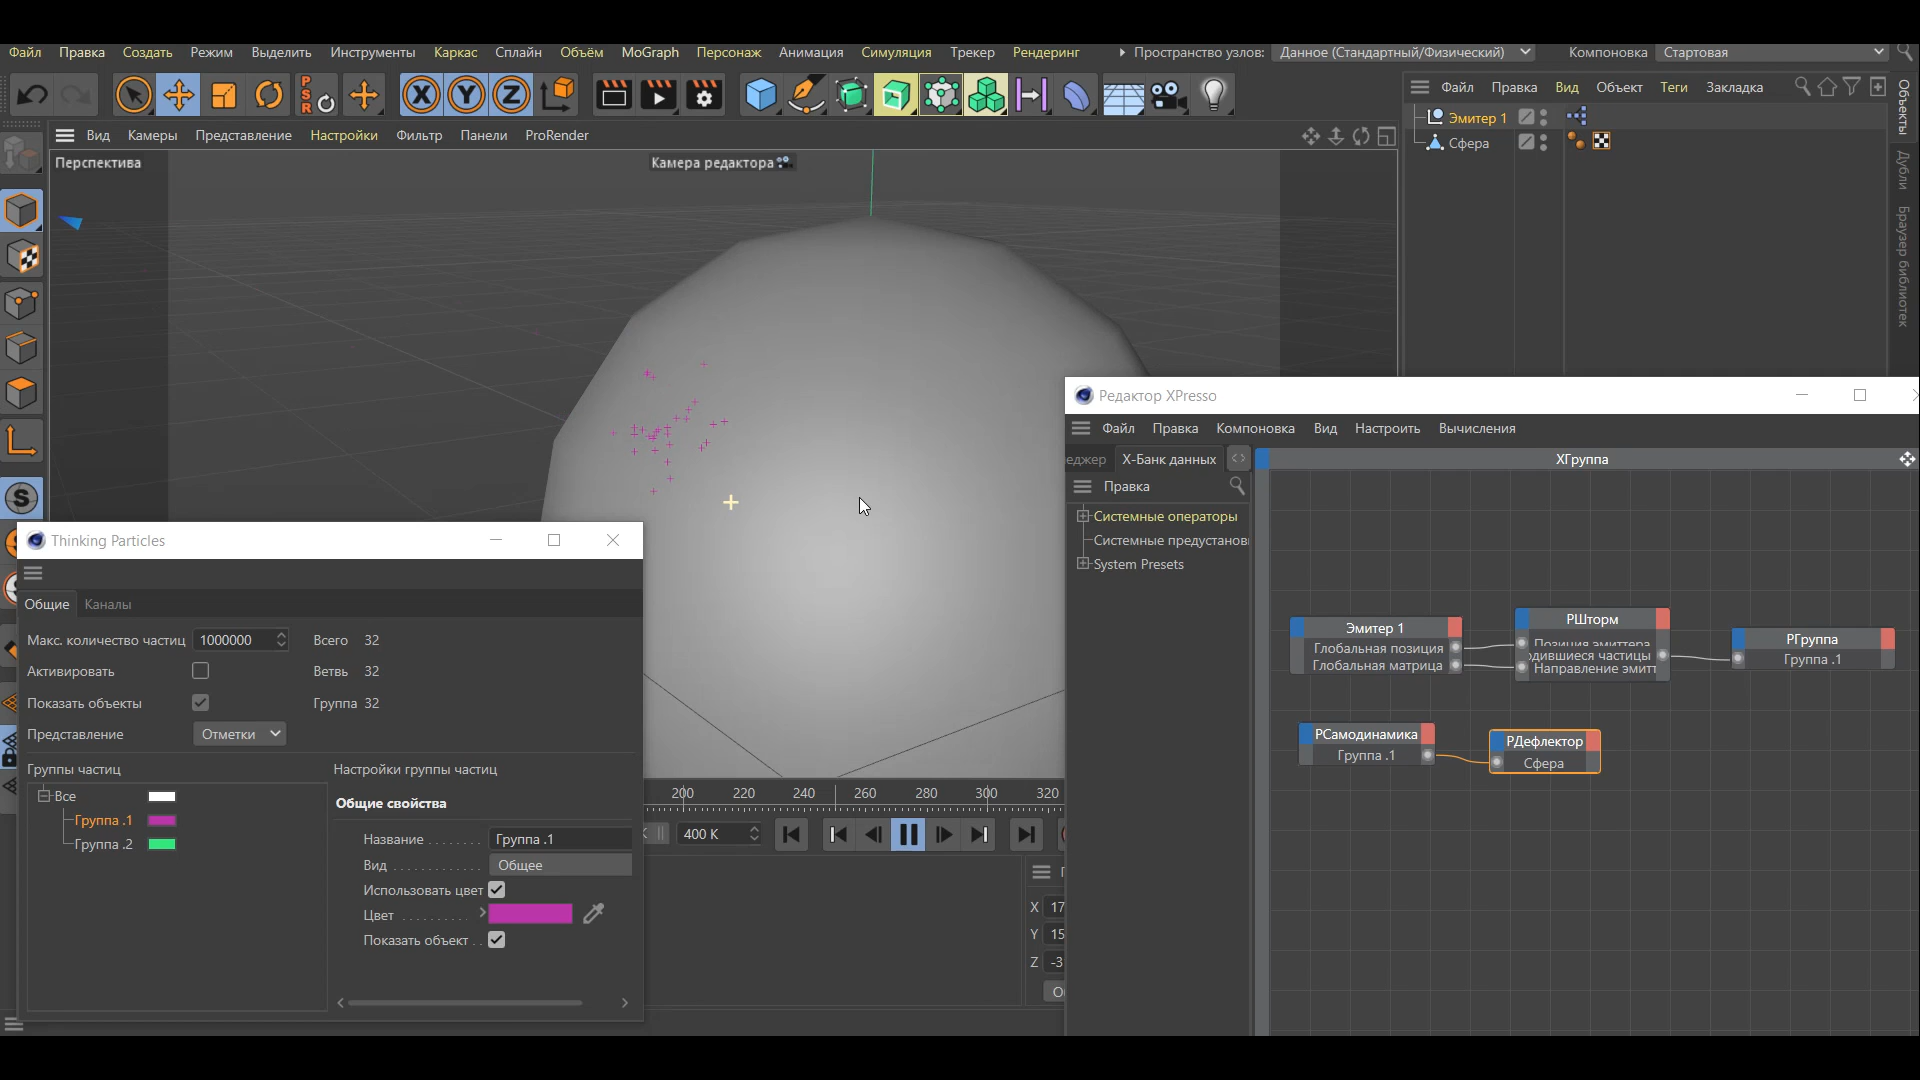 Файл Правка Создать Режим Выделить Инструменты Каркас Сплайн Объём MoGraph Персонаж Анимация Симуляция Трекер Рендеринг Пространство узлов: Данное (Стандартный/Физический) Компоновка Стартовая
PSR X Y Z
Файл Правка Вид Объект Теги Закладка
Эмитер 1
Сфера
Объекты
Дубли
Браузер библиотек
Вид Камеры Представление Настройки Фильтр Панели ProRender
Перспектива
Камера редактора
S
Редактор XPresso
Файл Правка Компоновка Вид Настроить Вычисления
еджер X-Банк данных
Правка
Системные операторы
Системные предустанов
System Presets
XГруппа
Эмитер 1
Глобальная позиция
Глобальная матрица
PШторм
Позиция эмиттера
одившиеся частицы
Направление эмитт
PГруппа
Группа .1
PСамодинамика
Группа .1
PДефлектор
Сфера
Thinking Particles
Общие Каналы
Макс. количество частиц 1000000 Всего 32
Активировать Ветвь 32
Показать объекты Группа 32
Представление Отметки
Группы частиц
Все
Группа .1
Группа .2
Настройки группы частиц
Общие свойства
Название Группа .1
Вид Общее
Использовать цвет
Цвет
Показать объект
200 220 240 260 280 300 320
K 400 K
X 17
Y 15
Z -3